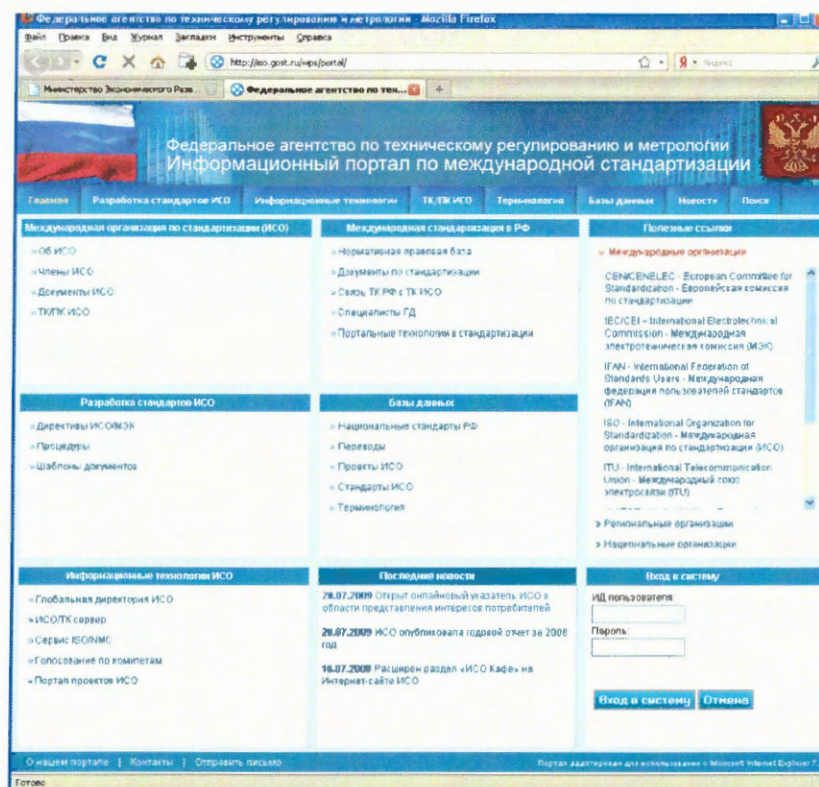 Федеральное агентство по техническому регулированию и метрологии - Mozilla Firefox
Файл Правка Вид Журнал Закладки Инструменты Справка
http://iso.gost.ru/wps/portal/
Яндекс
Министерство Экономического Разв...
Федеральное агентство по тех...
Федеральное агентство по техническому регулированию и метрологии
Информационный портал по международной стандартизации
Главная Разработка стандартов ИСО Информационные технологии ТК/ПК ИСО Терминология Базы данных Новости Поиск
Международная организация по стандартизации (ИСО)
» Об ИСО
» Члены ИСО
» Документы ИСО
» ТК/ПК ИСО
Международная стандартизация в РФ
» Нормативная правовая база
» Документы по стандартизации
» Связь ТК РФ с ТК ИСО
» Специалисты ГД
» Портальные технологии в стандартизации
Полезные ссылки
Международные организации
CEN/CENELEC - European Committee for
Standardization - Европейская комиссия
по стандартизации
IEC/CEI – International Electrotechnical
Commission - Международная
электротехническая комиссия (МЭК)
IFAN - International Federation of
Standards Users - Международная
федерация пользователей стандартов
(IFAN)
ISO - International Organization for
Standardization - Международная
организация по стандартизации (ИСО)
ITU - International Telecommunication
Union - Международный союз
электросвязи (ITU)
» Региональные организации
» Национальные организации
Разработка стандартов ИСО
» Директивы ИСО/МЭК
» Процедуры
» Шаблоны документов
Базы данных
» Национальные стандарты РФ
» Переводы
» Проекты ИСО
» Стандарты ИСО
» Терминология
Информационные технологии ИСО
» Глобальная директория ИСО
» ИСО/ТК сервер
» Сервис ISO/NMC
» Голосование по комитетам
» Портал проектов ИСО
Последние новости
28.07.2009 Открыт онлайновый указатель ИСО в
области представления интересов потребителей
20.07.2009 ИСО опубликовала годовой отчет за 2008
год
16.07.2009 Расширен раздел «ИСО Кафе» на
Интернет-сайте ИСО
Вход в систему
ИД пользователя:
Пароль:
Вход в систему Отмена
О нашем портале | Контакты | Отправить письмо
Портал адаптирован для использования с Microsoft Internet Explorer 7.
Готово